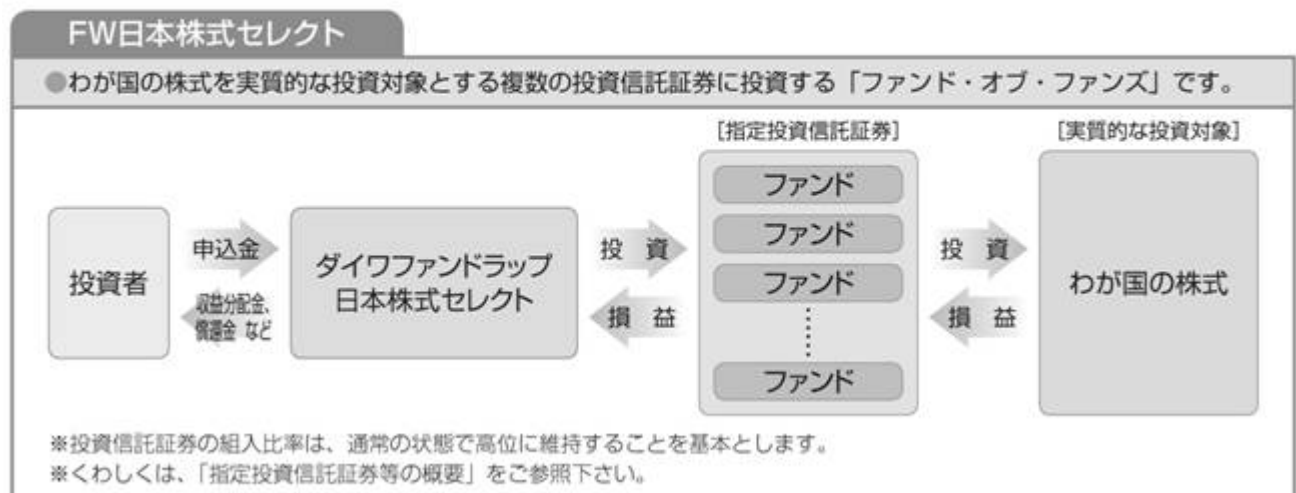 FW日本株式セレクト
●わが国の株式を実質的な投資対象とする複数の投資信託証券に投資する「ファンド・オブ・ファンズ」です。
[指定投資信託証券]
[実質的な投資対象]
投資者
申込金
収益分配金、
償還金 など
ダイワファンドラップ
日本株式セレクト
投 資
損 益
ファンド
ファンド
ファンド
ファンド
投 資
損 益
わが国の株式
※投資信託証券の組入比率は、通常の状態で高位に維持することを基本とします。
※くわしくは、「指定投資信託証券等の概要」をご参照下さい。